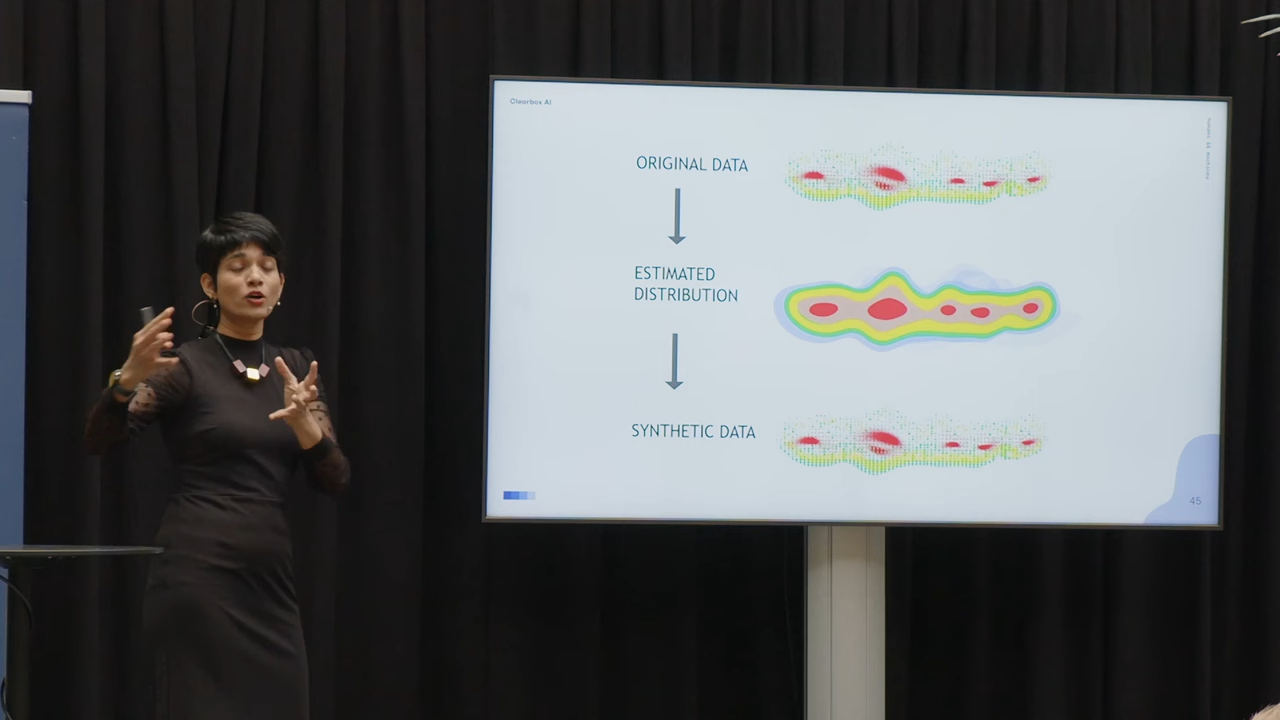 Clearbox AI
ORIGINAL DATA
ESTIMATED
DISTRIBUTION
SYNTHETIC DATA
45